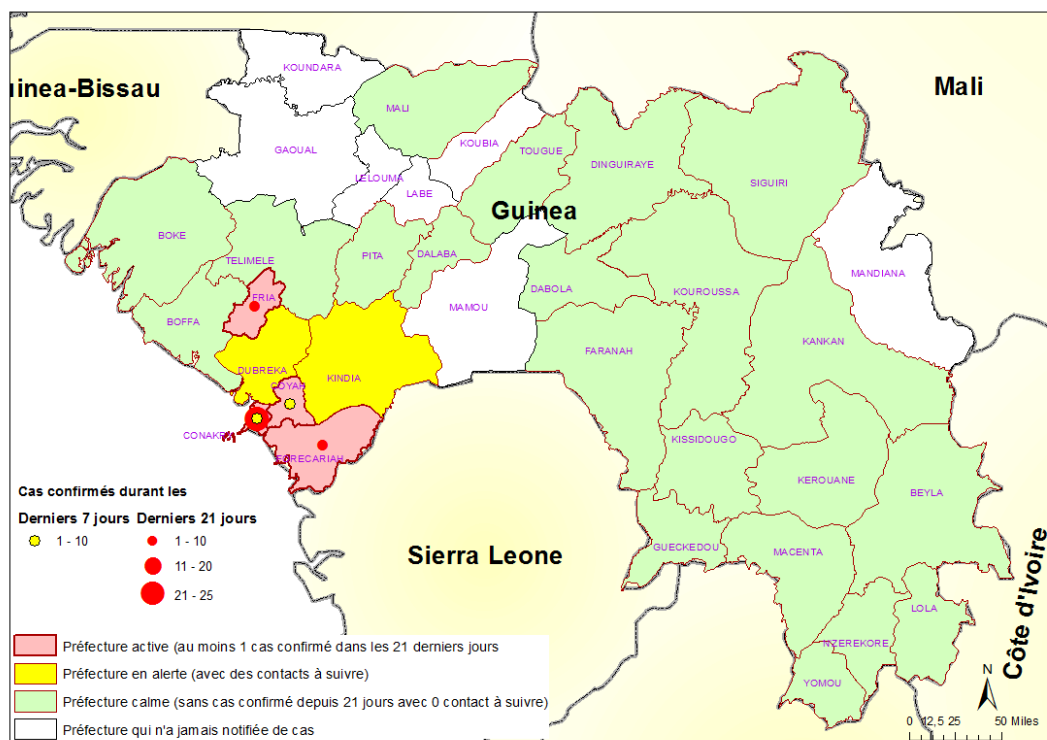 KOUNDARA
uinea-Bissau
Mali
MALI
KOUBIA
GAOUAL
TOUGUE
DINGUIRAYE
LELOUMA
LABE
SIGUIRI
Guinea
BOKE
PITA
DALABA
TELIMELE
MANDIANA
DABOLA
KOUROUSSA
FRIA
MAMOU
BOFFA
KANKAN
FARANAH
DUBREKA
KINDIA
COYAH
CONAKRY
KISSIDOUGO
FORECARIAH
KEROUANE
BEYLA
GUECKEDOU
MACENTA
Sierra Leone
LOLA
NZEREKORE
YOMOU
Côte d'Ivoire
Cas confirmés durant les
Derniers 7 jours Derniers 21 jours
1 - 10 1 - 10
11 - 20
21 - 25
Préfecture active (au moins 1 cas confirmé dans les 21 derniers jours
Préfecture en alerte (avec des contacts à suivre)
Préfecture calme (sans cas confirmé depuis 21 jours avec 0 contact à suivre)
Préfecture qui n'a jamais notifiée de cas
N
0 12,5 25 50 Miles